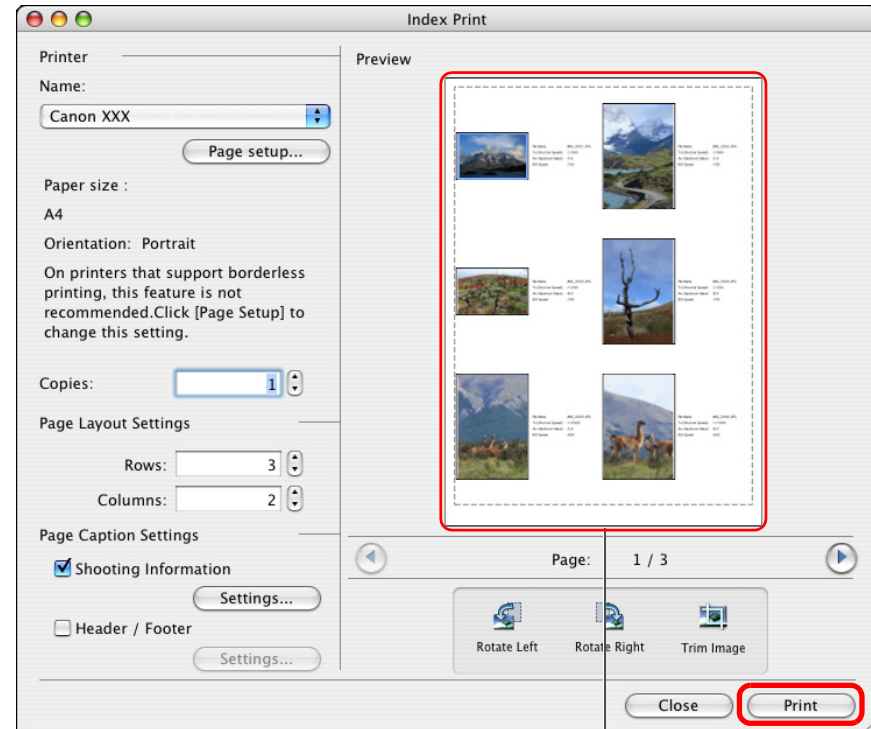 Index Print
Printer
Name:
Canon XXX
Page setup...
Paper size :
A4
Orientation: Portrait
On printers that support borderless
printing, this feature is not
recommended.Click [Page Setup] to
change this setting.
Copies: 1
Page Layout Settings
Rows: 3
Columns: 2
Page Caption Settings
Shooting Information
Settings...
Header / Footer
Settings...
Preview
Page: 1 / 3
Rotate Left Rotate Right Trim Image
Close Print